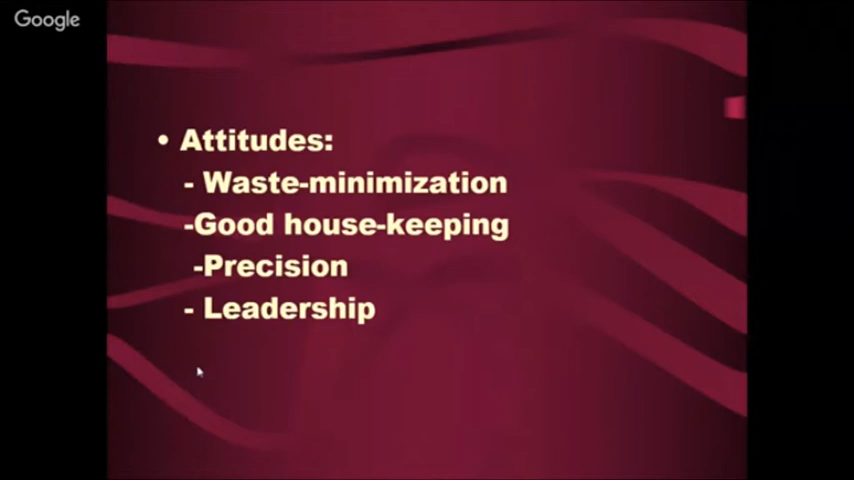 Google
• Attitudes:
- Waste-minimization
-Good house-keeping
-Precision
- Leadership